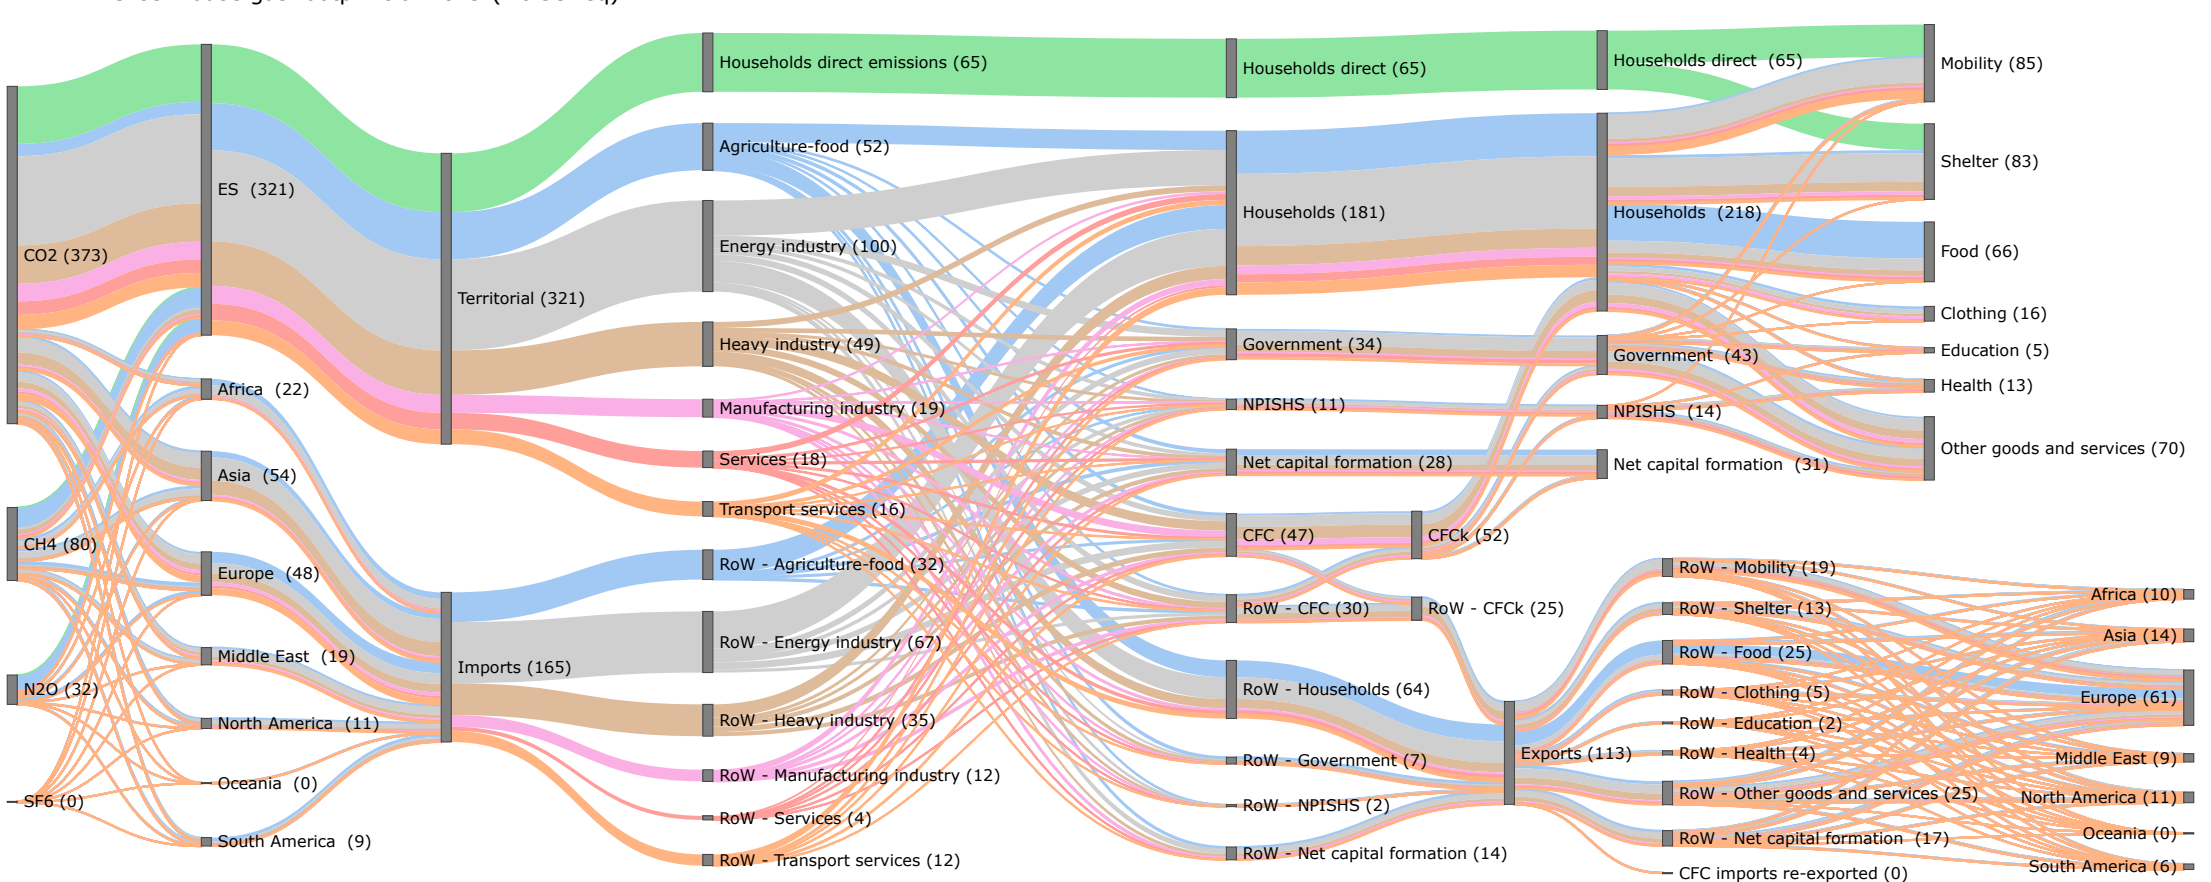 CO2 (373)
CH4 (80)
N2O (32)
SF6 (0)
ES (321)
Africa (22)
Asia (54)
Europe (48)
Middle East (19)
North America (11)
Oceania (0)
South America (9)
Territorial (321)
Imports (165)
Households direct emissions (65)
Agriculture-food (52)
Energy industry (100)
Heavy industry (49)
Manufacturing industry (19)
Services (18)
Transport services (16)
RoW - Agriculture-food (32)
RoW - Energy industry (67)
RoW - Heavy industry (35)
RoW - Manufacturing industry (12)
RoW - Services (4)
RoW - Transport services (12)
Households direct (65)
Households (181)
Government (34)
NPISHS (11)
Net capital formation (28)
CFC (47)
RoW - CFC (30)
RoW - Households (64)
RoW - Government (7)
RoW - NPISHS (2)
RoW - Net capital formation (14)
CFCk (52)
RoW - CFCk (25)
Exports (113)
Households direct (65)
Households (218)
Government (43)
NPISHS (14)
Net capital formation (31)
RoW - Mobility (19)
RoW - Shelter (13)
RoW - Food (25)
RoW - Clothing (5)
RoW - Education (2)
RoW - Health (4)
RoW - Other goods and services (25)
RoW - Net capital formation (17)
CFC imports re-exported (0)
Mobility (85)
Shelter (83)
Food (66)
Clothing (16)
Education (5)
Health (13)
Other goods and services (70)
Africa (10)
Asia (14)
Europe (61)
Middle East (9)
North America (11)
Oceania (0)
South America (6)